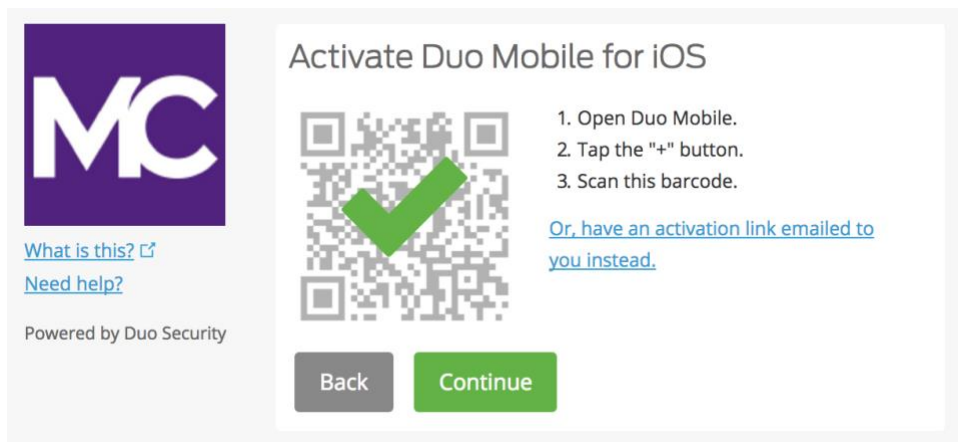 MC
What is this?
Need help?
Powered by Duo Security
Activate Duo Mobile for iOS
1. Open Duo Mobile.
2. Tap the "+" button.
3. Scan this barcode.
Or, have an activation link emailed to
you instead.
Back
Continue